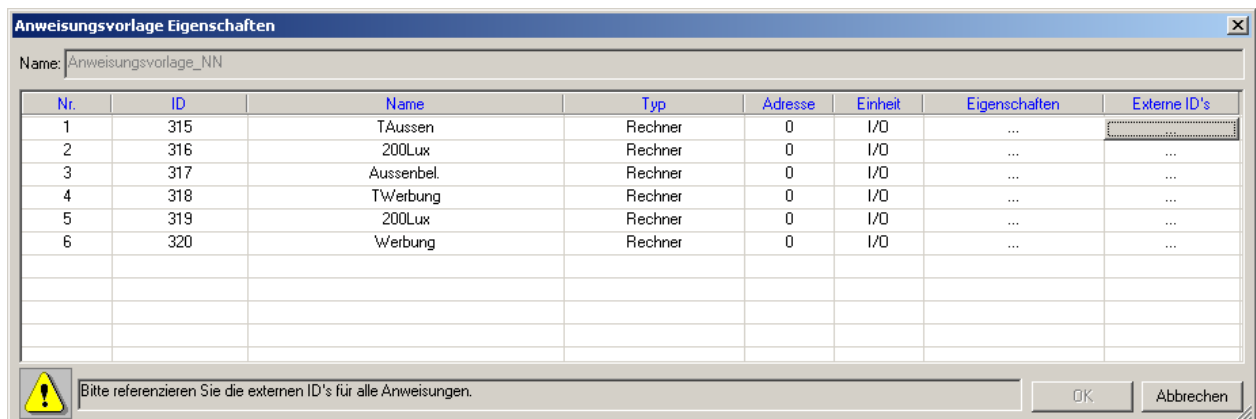 Anweisungsvorlage Eigenschaften
Name: Anweisungsvorlage_NN
Nr. ID Name Typ Adresse Einheit Eigenschaften Externe ID's
1 315 TAussen Rechner 0 I/O ... ...
2 316 200Lux Rechner 0 I/O ... ...
3 317 Aussenbel. Rechner 0 I/O ... ...
4 318 TWerbung Rechner 0 I/O ... ...
5 319 200Lux Rechner 0 I/O ... ...
6 320 Werbung Rechner 0 I/O ... ...
Bitte referenzieren Sie die externen ID's für alle Anweisungen. OK Abbrechen